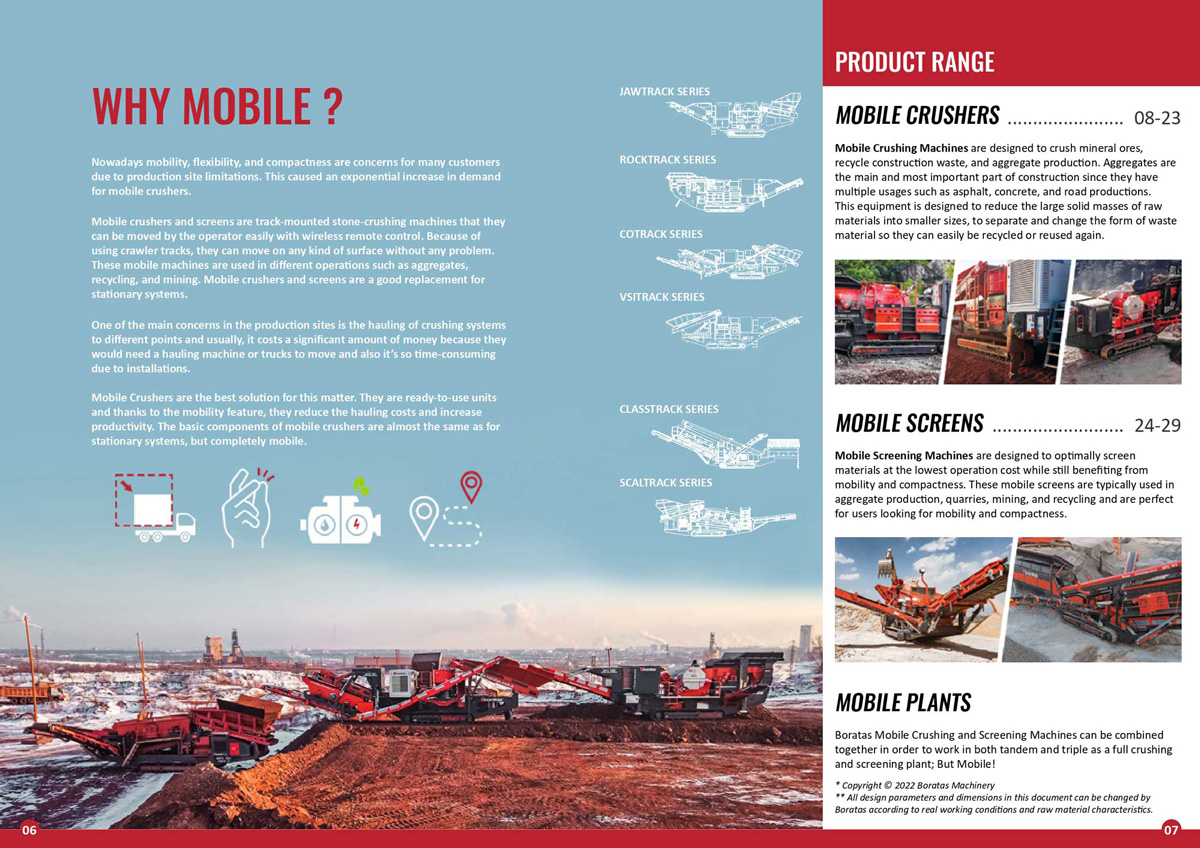 WHY MOBILE ?
Nowadays mobility, flexibility, and compactness are concerns for many customers
due to production site limitations. This caused an exponential increase in demand
for mobile crushers.
Mobile crushers and screens are track-mounted stone-crushing machines that they
can be moved by the operator easily with wireless remote control. Because of
using crawler tracks, they can move on any kind of surface without any problem.
These mobile machines are used in different operations such as aggregates,
recycling, and mining. Mobile crushers and screens are a good replacement for
stationary systems.
One of the main concerns in the production sites is the hauling of crushing systems
to different points and usually, it costs a significant amount of money because they
would need a hauling machine or trucks to move and also it's so time-consuming
due to installations.
Mobile Crushers are the best solution for this matter. They are ready-to-use units
and thanks to the mobility feature, they reduce the hauling costs and increase
productivity. The basic components of mobile crushers are almost the same as for
stationary systems, but completely mobile.
JAWTRACK SERIES
ROCKTRACK SERIES
COTRACK SERIES
VSITRACK SERIES
CLASSTRACK SERIES
SCALTRACK SERIES
06
PRODUCT RANGE
MOBILE CRUSHERS ....................... 08-23
Mobile Crushing Machines are designed to crush mineral ores,
recycle construction waste, and aggregate production. Aggregates are
the main and most important part of construction since they have
multiple usages such as asphalt, concrete, and road productions.
This equipment is designed to reduce the large solid masses of raw
materials into smaller sizes, to separate and change the form of waste
material so they can easily be recycled or reused again.
MOBILE SCREENS .......................... 24-29
Mobile Screening Machines are designed to optimally screen
materials at the lowest operation cost while still benefiting from
mobility and compactness. These mobile screens are typically used in
aggregate production, quarries, mining, and recycling and are perfect
for users looking for mobility and compactness.
MOBILE PLANTS
Boratas Mobile Crushing and Screening Machines can be combined
together in order to work in both tandem and triple as a full crushing
and screening plant; But Mobile!
* Copyright © 2022 Boratas Machinery
** All design parameters and dimensions in this document can be changed by
Boratas according to real working conditions and raw material characteristics.
07